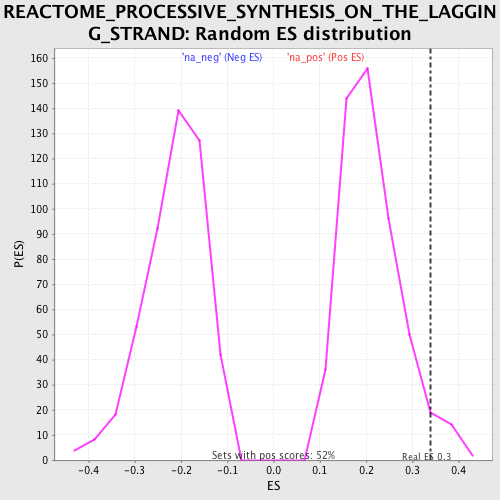 REACTOME_PROCESSIVE_SYNTHESIS_ON_THE_LAGGIN
G_STRAND: Random ES distribution
'na_neg' (Neg ES) 'na_pos' (Pos ES)
160
150
140
130
120
110
100
90
80
70
60
50
40
30
20
10
0
P(ES)
Sets with pos scores: 52%
Real ES 0.3
-0.4 -0.3 -0.2 -0.1 0.0 0.1 0.2 0.3 0.4
ES